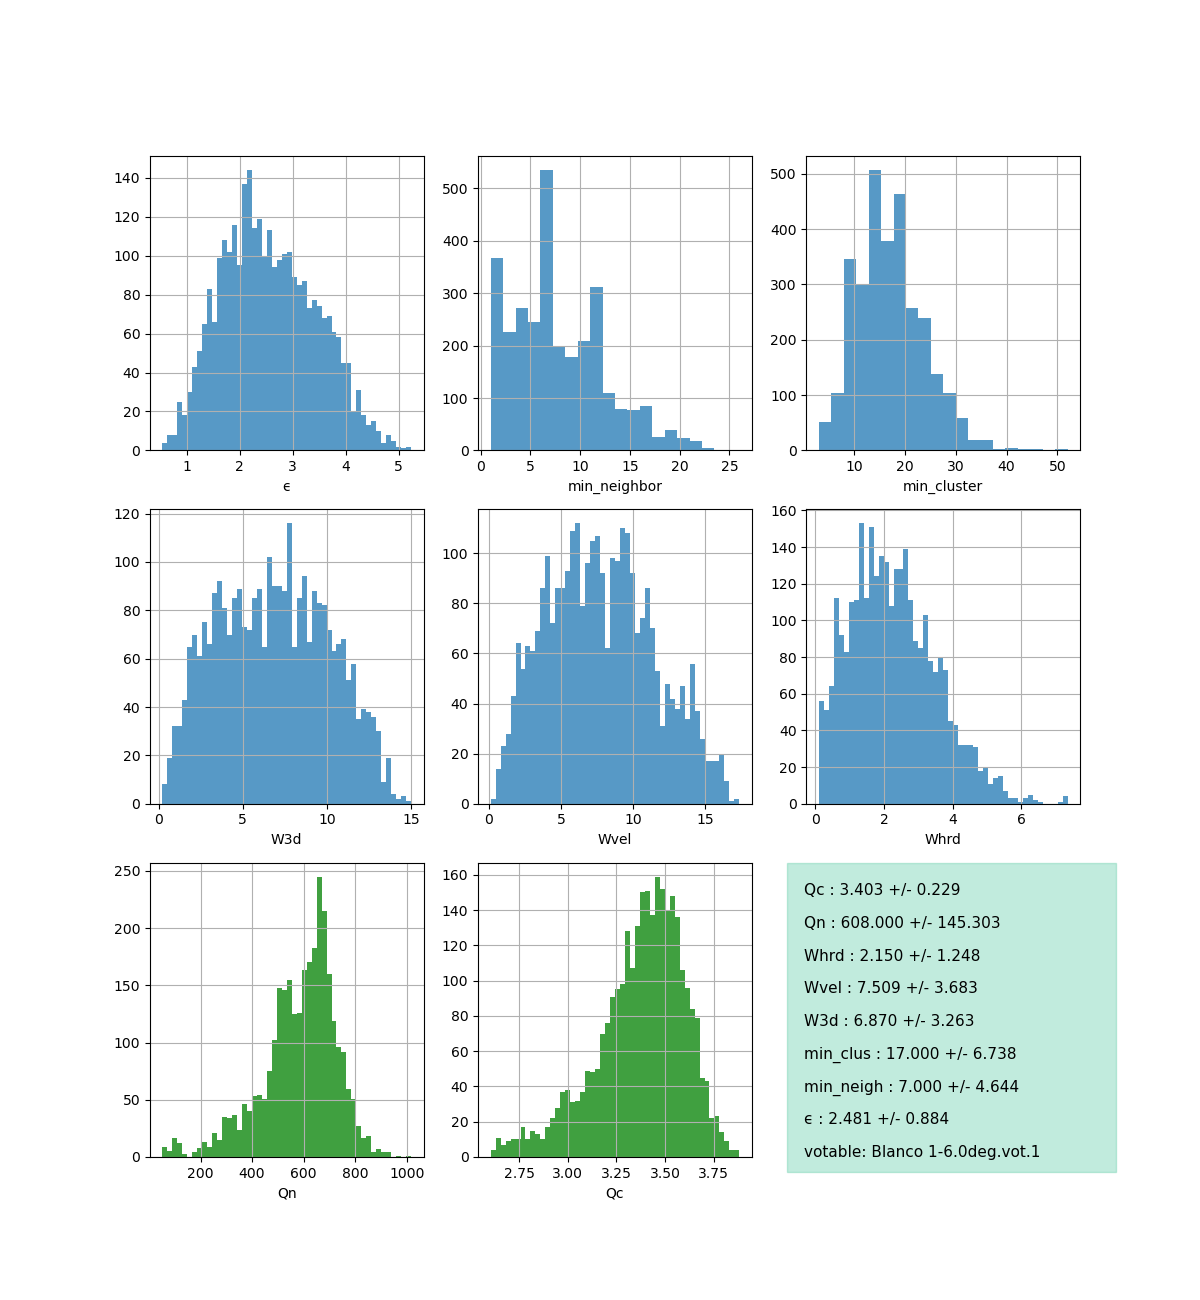 140
120
100
80
60
40
20
0
1 2 3 4 5
ϵ
500
400
300
200
100
0
0 5 10 15 20 25
min_neighbor
500
400
300
200
100
0
10 20 30 40 50
min_cluster
120
100
80
60
40
20
0
0 5 10 15
W3d
100
80
60
40
20
0
0 5 10 15
Wvel
160
140
120
100
80
60
40
20
0
0 2 4 6
Whrd
250
200
150
100
50
0
200 400 600 800 1000
Qn
160
140
120
100
80
60
40
20
0
2.75 3.00 3.25 3.50 3.75
Qc
Qc : 3.403 +/- 0.229
Qn : 608.000 +/- 145.303
Whrd : 2.150 +/- 1.248
Wvel : 7.509 +/- 3.683
W3d : 6.870 +/- 3.263
min_clus : 17.000 +/- 6.738
min_neigh : 7.000 +/- 4.644
ϵ : 2.481 +/- 0.884
votable: Blanco 1-6.0deg.vot.1